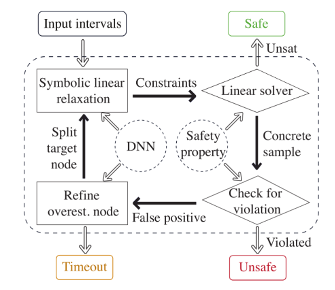 Input intervals
Safe
Unsat
Symbolic linear
relaxation
Constraints
Linear solver
Split
target
node
DNN
Safety
property
Concrete
sample
Refine
overest. node
False positive
Check for
violation
Violated
Timeout
Unsafe